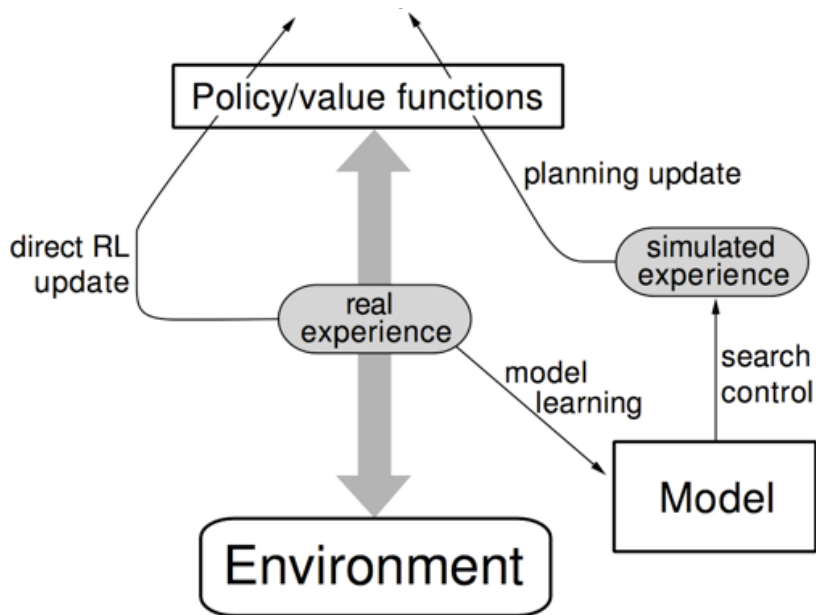 Policy/value functions
planning update
direct RL
update
simulated
experience
real
experience
model
learning
search
control
Model
Environment